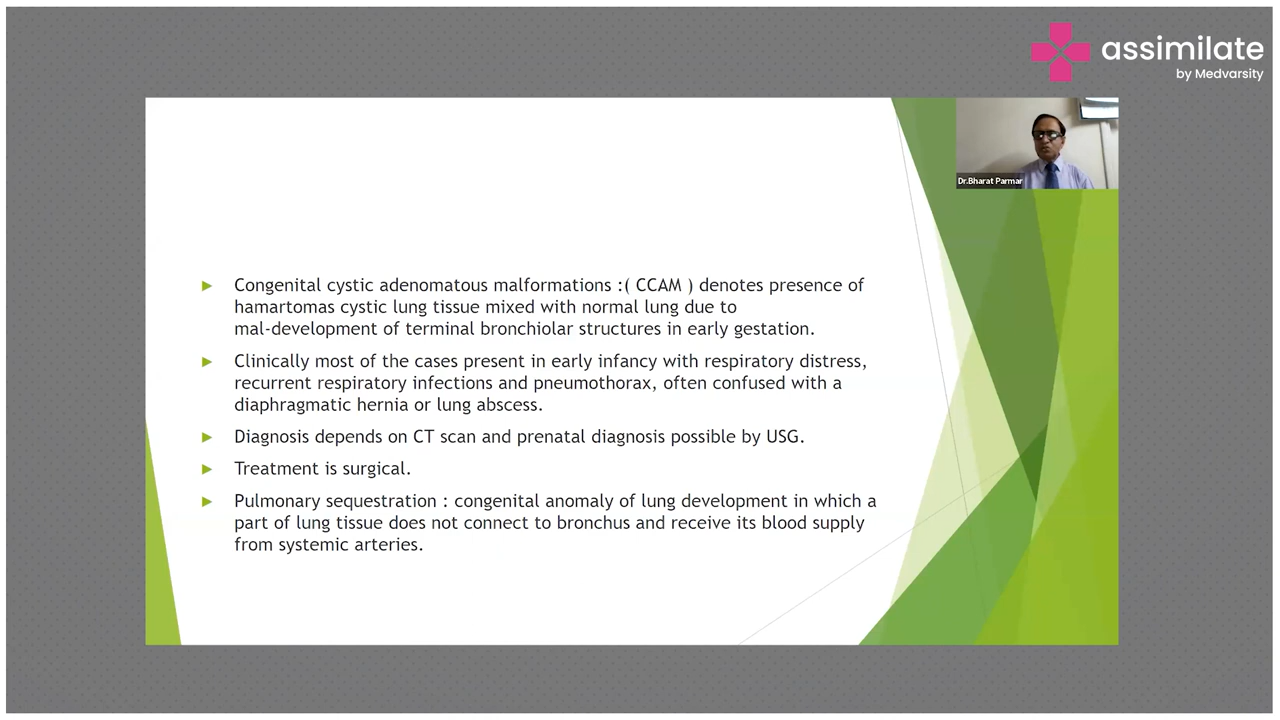 assimilate
by Medvarsity
Dr.Bharat Parmar
Congenital cystic adenomatous malformations :( CCAM ) denotes presence of
hamartomas cystic lung tissue mixed with normal lung due to
mal-development of terminal bronchiolar structures in early gestation.
Clinically most of the cases present in early infancy with respiratory distress,
recurrent respiratory infections and pneumothorax, often confused with a
diaphragmatic hernia or lung abscess.
Diagnosis depends on CT scan and prenatal diagnosis possible by USG.
Treatment is surgical.
Pulmonary sequestration : congenital anomaly of lung development in which a
part of lung tissue does not connect to bronchus and receive its blood supply
from systemic arteries.